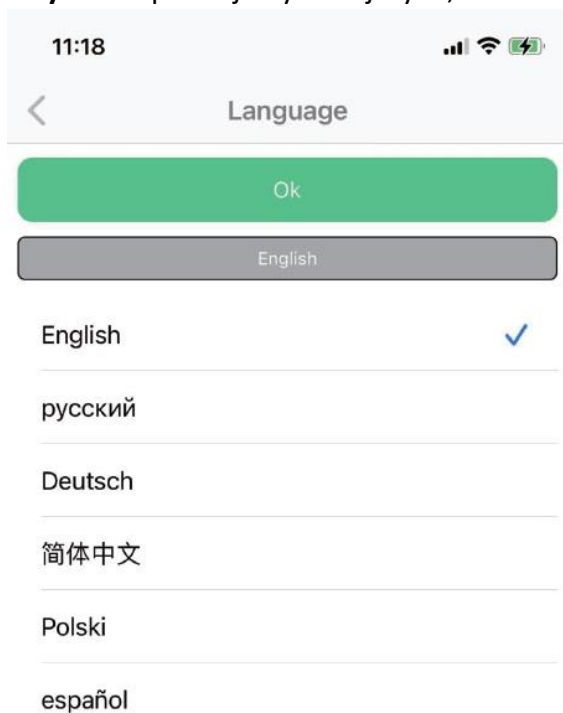 11:18
Language
Ok
English
English
русский
Deutsch
简体中文
Polski
español